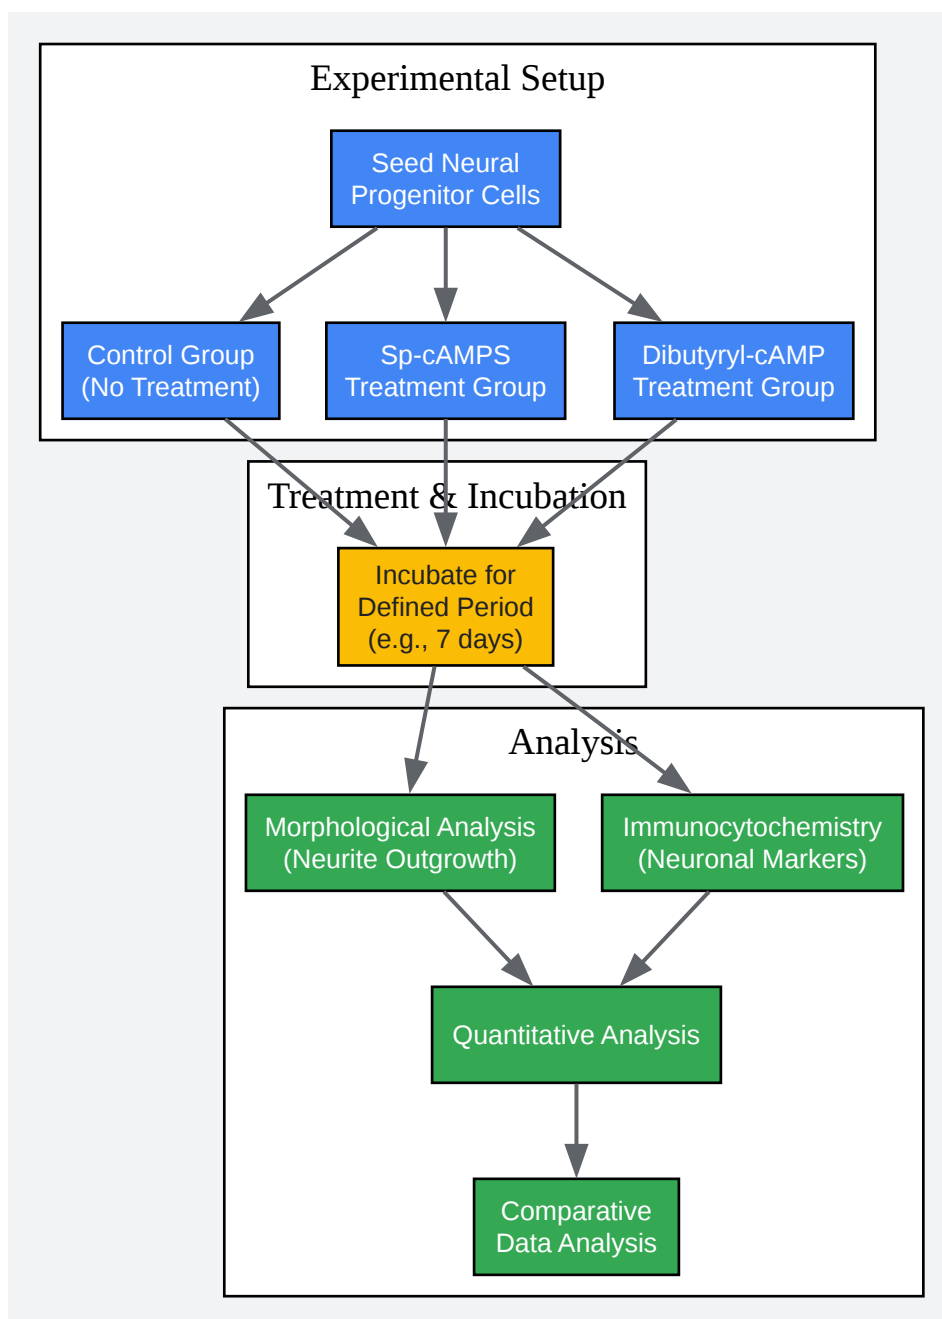 Experimental Setup
Seed Neural
Progenitor Cells
Control Group
(No Treatment)
Sp-cAMPS
Treatment Group
Dibutyryl-cAMP
Treatment Group
Treatment & Incubation
Incubate for
Defined Period
(e.g., 7 days)
Analysis
Morphological Analysis
(Neurite Outgrowth)
Immunocytochemistry
(Neuronal Markers)
Quantitative Analysis
Comparative
Data Analysis